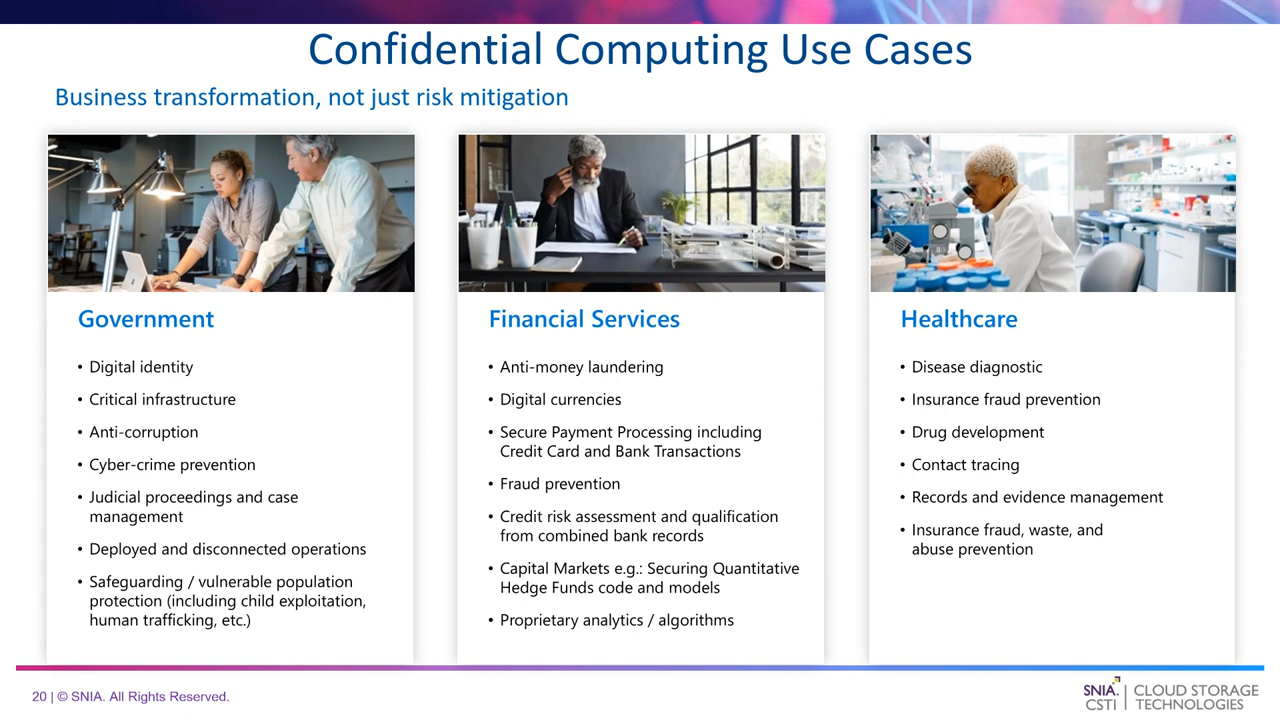 Confidential Computing Use Cases
Business transformation, not just risk mitigation
Government
• Digital identity
• Critical infrastructure
• Anti-corruption
• Cyber-crime prevention
• Judicial proceedings and case
management
• Deployed and disconnected operations
• Safeguarding / vulnerable population
protection (including child exploitation,
human trafficking, etc.)
Financial Services
• Anti-money laundering
• Digital currencies
• Secure Payment Processing including
Credit Card and Bank Transactions
• Fraud prevention
• Credit risk assessment and qualification
from combined bank records
• Capital Markets e.g.: Securing Quantitative
Hedge Funds code and models
• Proprietary analytics / algorithms
Healthcare
• Disease diagnostic
• Insurance fraud prevention
• Drug development
• Contact tracing
• Records and evidence management
• Insurance fraud, waste, and
abuse prevention
20 | © SNIA. All Rights Reserved.
SNIA.
CSTI
CLOUD STORAGE
TECHNOLOGIES